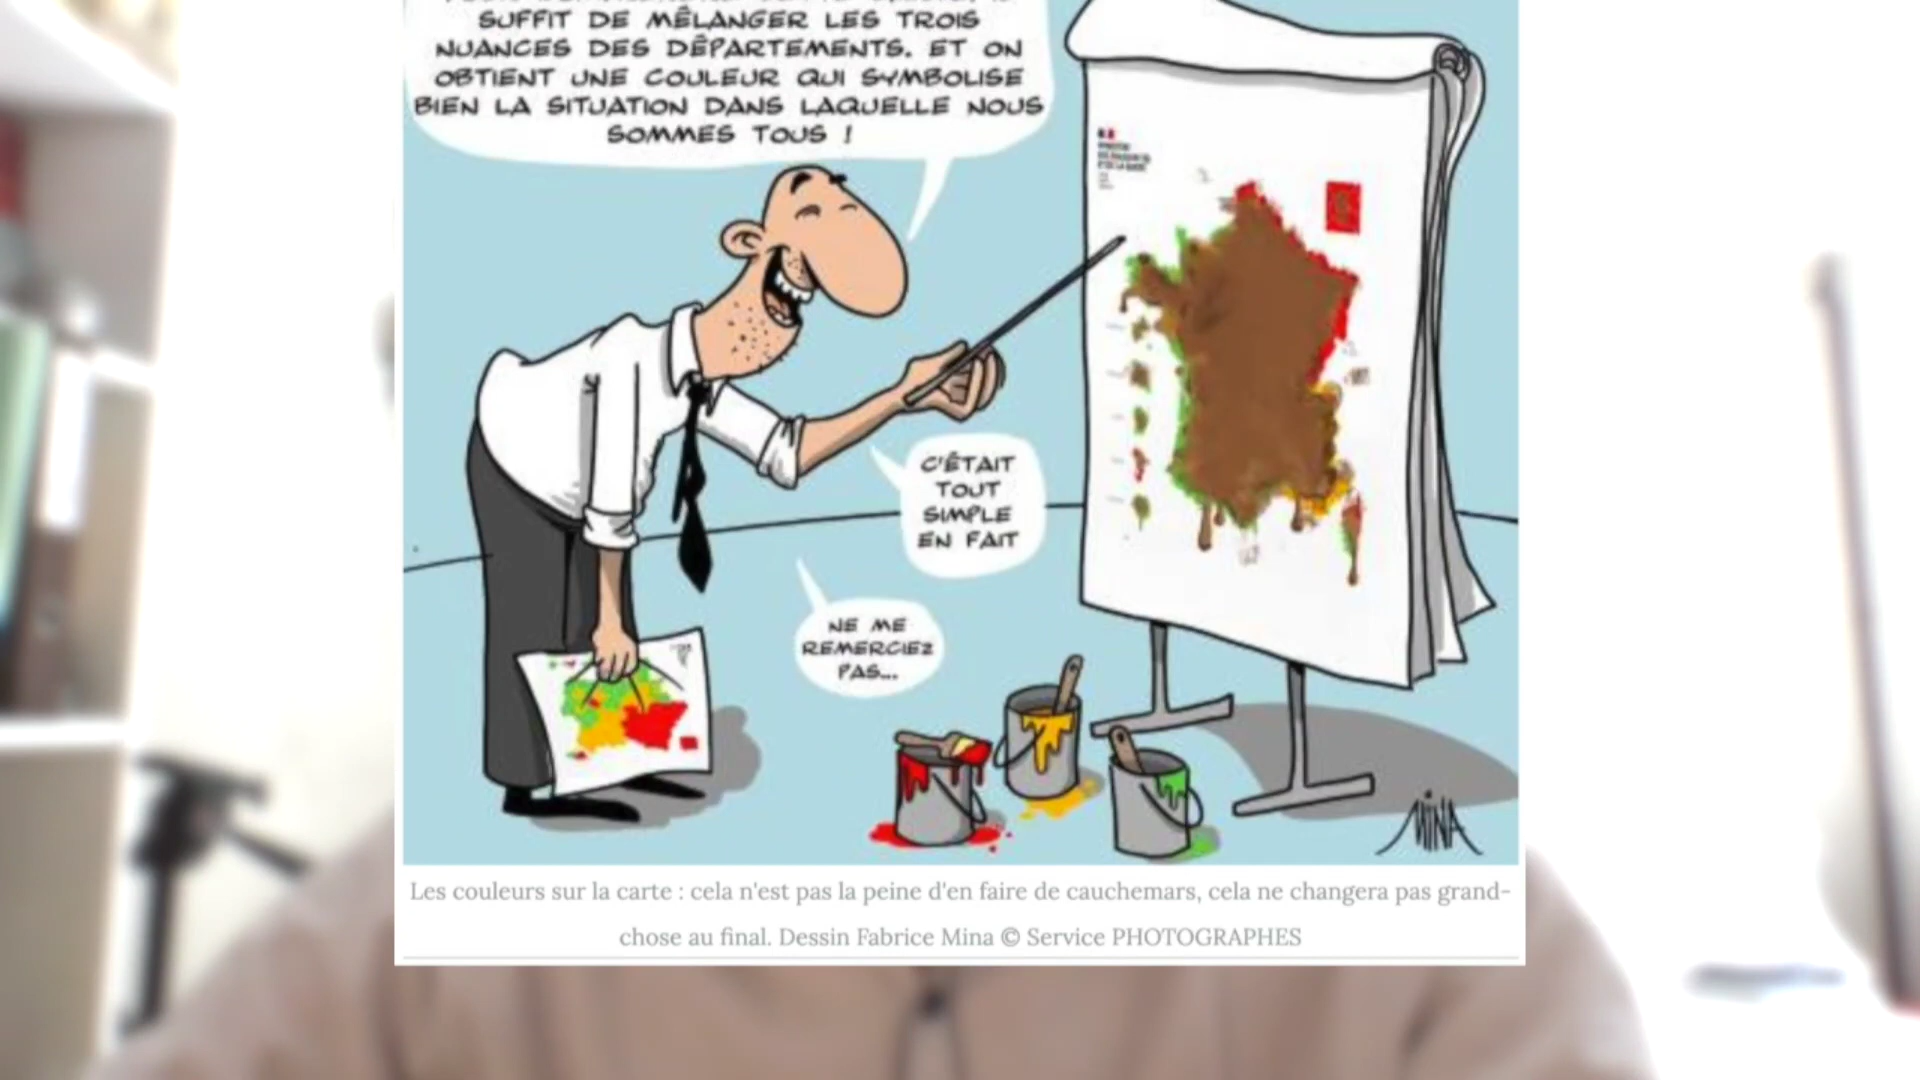 SUFFIT DE MÊLANGER LES TROIS
NUANCES DES DÉPARTEMENTS. ET ON
OBTIENT UNE COULEUR QUI SYMBOLISE
BIEN LA SITUATION DANS LAQUELLE NOUS
SOMMES TOUS !
C'ÉTAIT
TOUT
SIMPLE
EN FAIT
NE ME
REMERCIEZ
PAS...
MINA
Les couleurs sur la carte : cela n'est pas la peine d'en faire de cauchemars, cela ne changera pas grand-
chose au final. Dessin Fabrice Mina © Service PHOTOGRAPHES